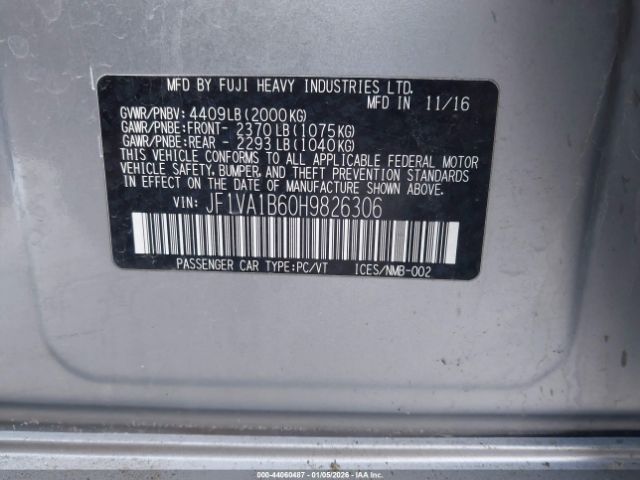 MFD BY FUJI HEAVY INDUSTRIES LTD.
MFD IN 11/16
GVWR/PNBV: 4409LB (2000KG)
GAWR/PNBE:FRONT- 2370 LB (1075KG)
GAWR/PNBE:REAR - 2293 LB (1040KG)
THIS VEHICLE CONFORMS TO ALL APPLICABLE FEDERAL MOTOR
VEHICLE SAFETY, BUMPER, AND THEFT PREVENTION STANDARDS
IN EFFECT ON THE DATE OF MANUFACTURE SHOWN ABOVE.
VIN: JF1VA1B60H9826306
PASSENGER CAR TYPE:PC/VT ICES/NMB-002
000-44060487 - 01/05/2026 - IAAI.COM